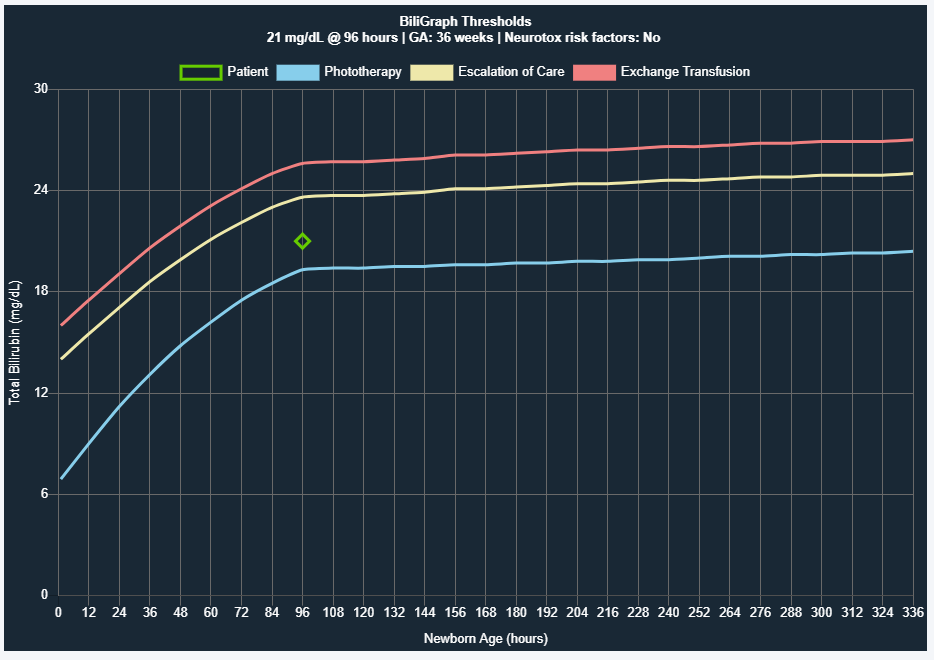 BiliGraph Thresholds
21 mg/dL @ 96 hours | GA: 36 weeks | Neurotox risk factors: No
Patient Phototherapy Escalation of Care Exchange Transfusion
30
24
18
12
6
0
Total Bilirubin (mg/dL)
0 12 24 36 48 60 72 84 96 108 120 132 144 156 168 180 192 204 216 228 240 252 264 276 288 300 312 324 336
Newborn Age (hours)